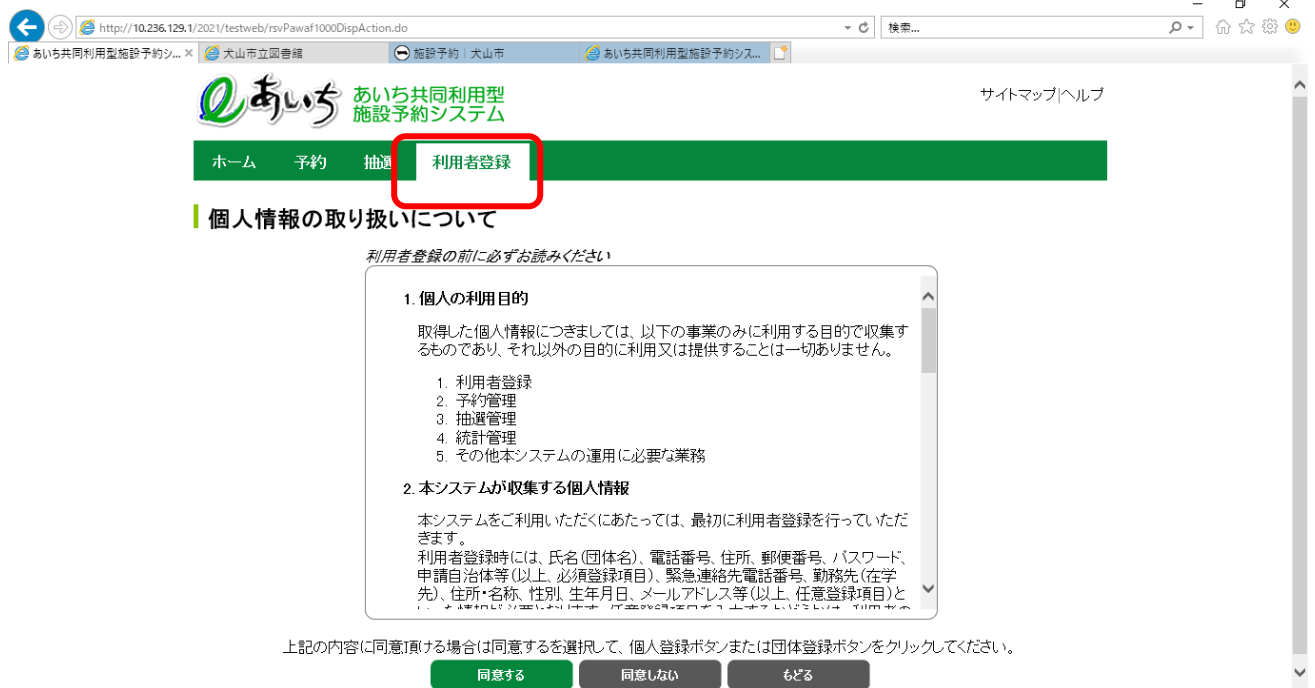 http://10.236.129.1/2021/testweb/rsvPawaf1000DispAction.do
検索...
あいち共同利用型施設予約シ...
犬山市立図書館
施設予約 | 犬山市
あいち共同利用型施設予約シス...
あいち
あいち共同利用型
施設予約システム
サイトマップ|ヘルプ
ホーム 予約 抽選 利用者登録
個人情報の取り扱いについて
利用者登録の前に必ずお読みください
1. 個人の利用目的
取得した個人情報につきましては、以下の事業のみに利用する目的で収集す
るものであり、それ以外の目的に利用又は提供することは一切ありません。
1. 利用者登録
2. 予約管理
3. 抽選管理
4. 統計管理
5. その他本システムの運用に必要な業務
2. 本システムが収集する個人情報
本システムをご利用いただくにあたっては、最初に利用者登録を行っていただ
きます。
利用者登録時には、氏名(団体名)、電話番号、住所、郵便番号、パスワード、
申請自治体等(以上、必須登録項目)、緊急連絡先電話番号、勤務先(在学
先)、住所・名称、性別、生年月日、メールアドレス等(以上、任意登録項目)と
上記の内容に同意頂ける場合は同意するを選択して、個人登録ボタンまたは団体登録ボタンをクリックしてください。
同意する 同意しない もどる